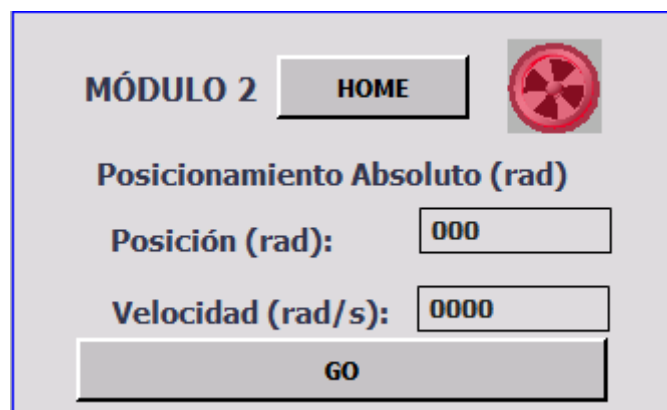 MÓDULO 2 HOME
Posicionamiento Absoluto (rad)
Posición (rad): 000
Velocidad (rad/s): 0000
GO